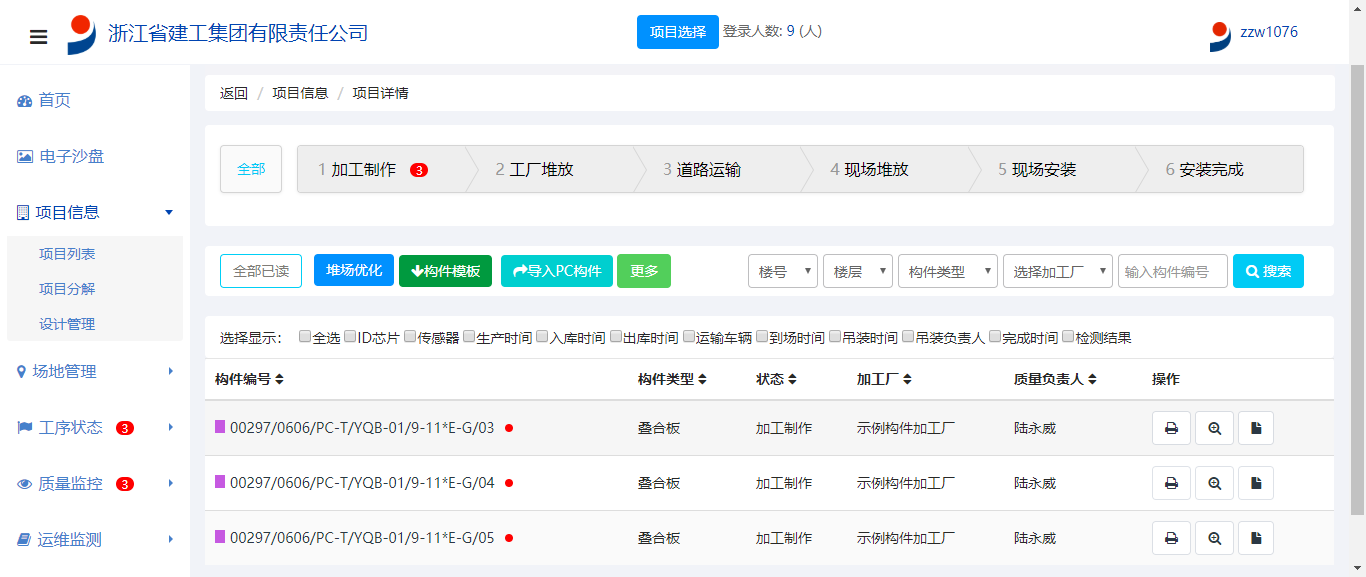 浙江省建工集团有限责任公司
项目选择 登录人数: 9 (人)
zzw1076
首页
电子沙盘
项目信息
项目列表
项目分解
设计管理
场地管理
工序状态 3
质量监控 3
运维监测
返回 / 项目信息 / 项目详情
全部 1 加工制作 3 2 工厂堆放 3 道路运输 4 现场堆放 5 现场安装 6 安装完成
全部已读 堆场优化 构件模板 导入PC构件 更多 楼号 楼层 构件类型 选择加工厂 输入构件编号 搜索
选择显示: 全选 ID芯片 传感器 生产时间 入库时间 出库时间 运输车辆 到场时间 吊装时间 吊装负责人 完成时间 检测结果
构件编号 构件类型 状态 加工厂 质量负责人 操作
00297/0606/PC-T/YQB-01/9-11*E-G/03 叠合板 加工制作 示例构件加工厂 陆永威
00297/0606/PC-T/YQB-01/9-11*E-G/04 叠合板 加工制作 示例构件加工厂 陆永威
00297/0606/PC-T/YQB-01/9-11*E-G/05 叠合板 加工制作 示例构件加工厂 陆永威